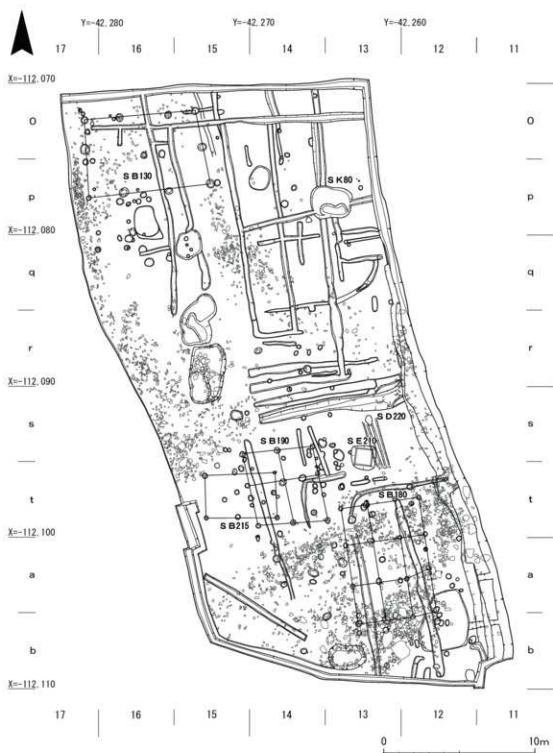 Y=-42.280 Y=-42.270 Y=-42.260
17 16 15 14 13 12 11
X=-112.070
O O
SB130
SK80
p p
X=-112.080
q q
r r
X=-112.090
s s
SD220
SB190 SE210
t t
SB180
SB215
X=-112.100
a a
b b
X=-112.110
17 16 15 14 13 12 11
0 10m